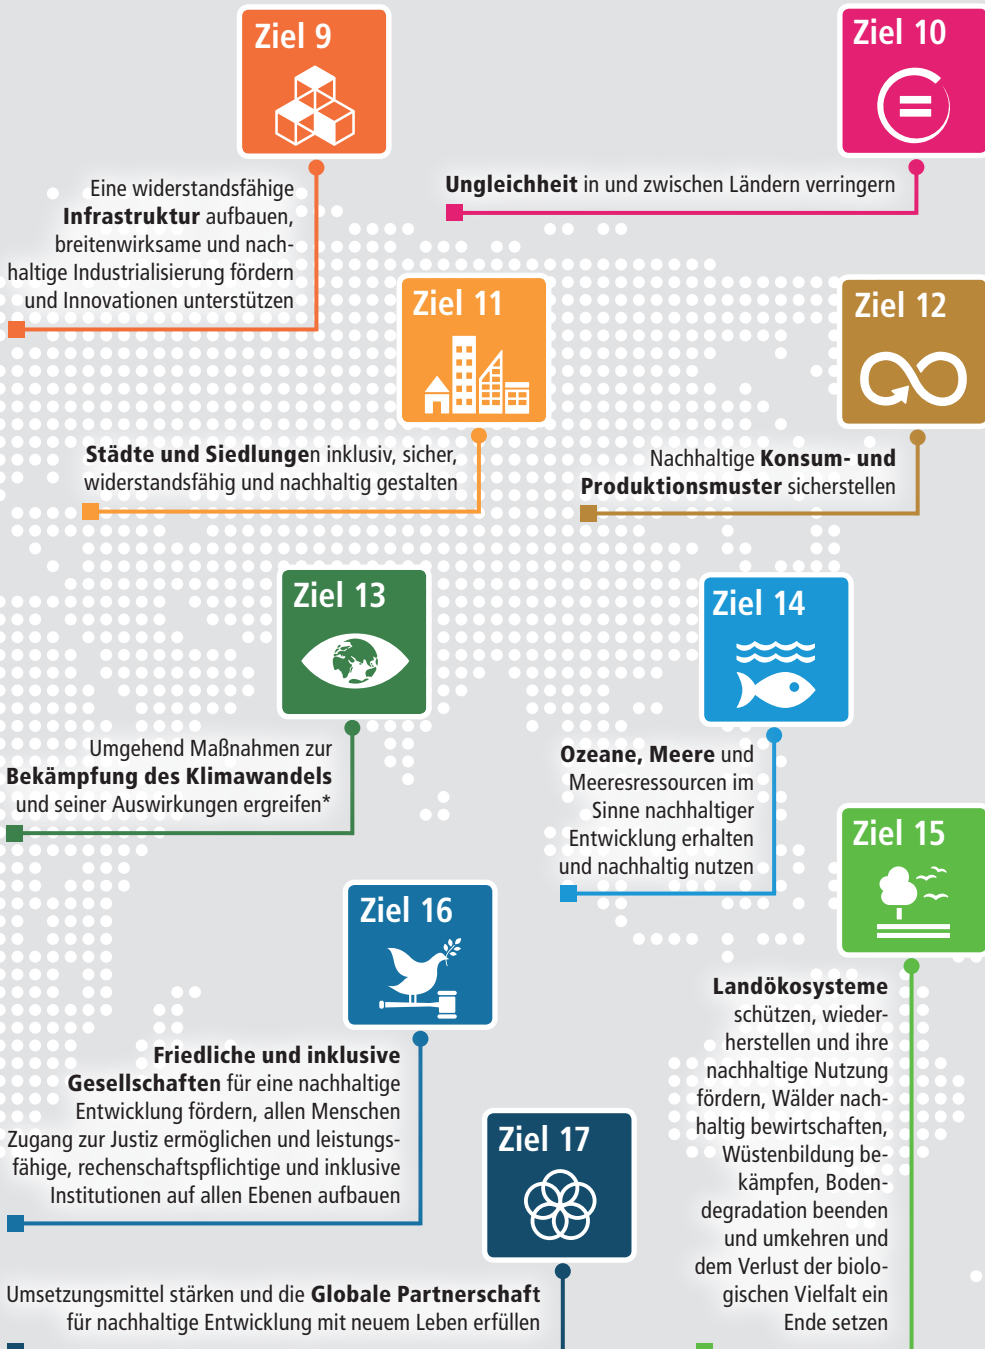 Ziel 9
Eine widerstandsfähige
Infrastruktur aufbauen,
breitenwirksame und nach-
haltige Industrialisierung fördern
und Innovationen unterstützen
Ziel 10
Ungleichheit in und zwischen Ländern verringern
Ziel 11
Städte und Siedlungen inklusiv, sicher,
widerstandsfähig und nachhaltig gestalten
Ziel 12
Nachhaltige Konsum- und
Produktionsmuster sicherstellen
Ziel 13
Umgehend Maßnahmen zur
Bekämpfung des Klimawandels
und seiner Auswirkungen ergreifen*
Ziel 14
Ozeane, Meere und
Meeresressourcen im
Sinne nachhaltiger
Entwicklung erhalten
und nachhaltig nutzen
Ziel 15
Landökosysteme
schützen, wieder-
herstellen und ihre
nachhaltige Nutzung
fördern, Wälder nach-
haltig bewirtschaften,
Wüstenbildung be-
kämpfen, Boden-
degradation beenden
und umkehren und
dem Verlust der biolo-
gischen Vielfalt ein
Ende setzen
Ziel 16
Friedliche und inklusive
Gesellschaften für eine nachhaltige
Entwicklung fördern, allen Menschen
Zugang zur Justiz ermöglichen und leistungs-
fähige, rechenschaftspflichtige und inklusive
Institutionen auf allen Ebenen aufbauen
Ziel 17
Umsetzungsmittel stärken und die Globale Partnerschaft
für nachhaltige Entwicklung mit neuem Leben erfüllen